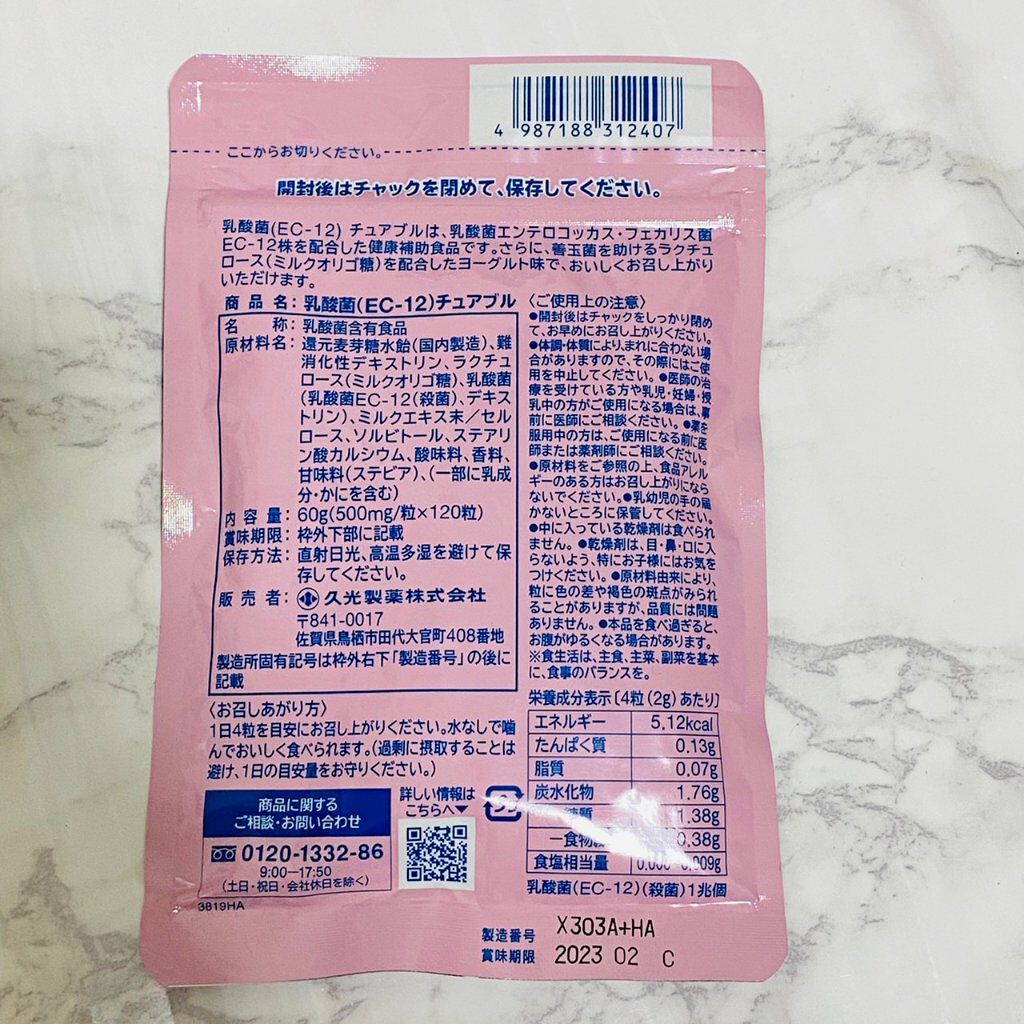 4 987188 312407
ここからお切りください。
開封後はチャックを閉めて、保存してください。
乳酸菌(EC-12) チュアブルは、乳酸菌エンテロコッカス・フェカリス菌
EC-12株を配合した健康補助食品です。さらに、善玉菌を助けるラクチュ
ロース(ミルクオリゴ糖)を配合したヨーグルト味で、おいしくお召し上がり
いただけます。
商 品 名：乳酸菌(EC-12)チュアブル
名　　称：乳酸菌含有食品
原材料名：還元麦芽糖水飴(国内製造)、難
消化性デキストリン、ラクチュ
ロース(ミルクオリゴ糖)、乳酸菌
(乳酸菌EC-12(殺菌)、デキス
トリン)、ミルクエキス末／セル
ロース、ソルビトール、ステアリ
ン酸カルシウム、酸味料、香料、
甘味料(ステビア)、(一部に乳成
分・かにを含む)
内 容 量：60g(500mg/粒×120粒)
賞味期限：枠外下部に記載
保存方法：直射日光、高温多湿を避けて保
存してください。
販 売 者：久光製薬株式会社
〒841-0017
佐賀県鳥栖市田代大官町408番地
製造所固有記号は枠外右下「製造番号」の後に
記載
〈お召しあがり方〉
1日4粒を目安にお召し上がりください。水なしで噛
んでおいしく食べられます。(過剰に摂取することは
避け、1日の目安量をお守りください。)
商品に関する
ご相談・お問い合わせ
0120-1332-86
9:00―17:50
(土日・祝日・会社休日を除く)
3819HA
詳しい情報は
こちらへ▼
〈ご使用上の注意〉
●開封後はチャックをしっかり閉め
て、お早めにお召し上がりください。
●体調・体質により、まれに合わない場
合がありますので、その際にはご使
用を中止してください。●医師の治
療を受けている方や乳児・妊婦・授
乳中の方がご使用になる場合は、事
前に医師にご相談ください。●薬を
服用中の方は、ご使用になる前に医
師または薬剤師にご相談ください。
●原材料をご参照の上、食品アレル
ギーのある方はお召し上がりになら
ないでください。●乳幼児の手の届
かないところに保管してください。
●中に入っている乾燥剤は食べられ
ません。●乾燥剤は、目・鼻・口に入
らないよう、特にお子様にはお気を
つけください。●原材料由来により、
粒に色の差や褐色の斑点がみられ
ることがありますが、品質には問題
ありません。●本品を食べ過ぎると、
お腹がゆるくなる場合があります。
※食生活は、主食、主菜、副菜を基本
に、食事のバランスを。
栄養成分表示〔4粒(2g)あたり〕
エネルギー 5.12kcal
たんぱく質 0.13g
脂質 0.07g
炭水化物 1.76g
糖質 1.38g
―食物 0.38g
食塩相当量
乳酸菌(EC-12)(殺菌)1兆個
製造番号 X303A+HA
賞味期限 2023 02 C